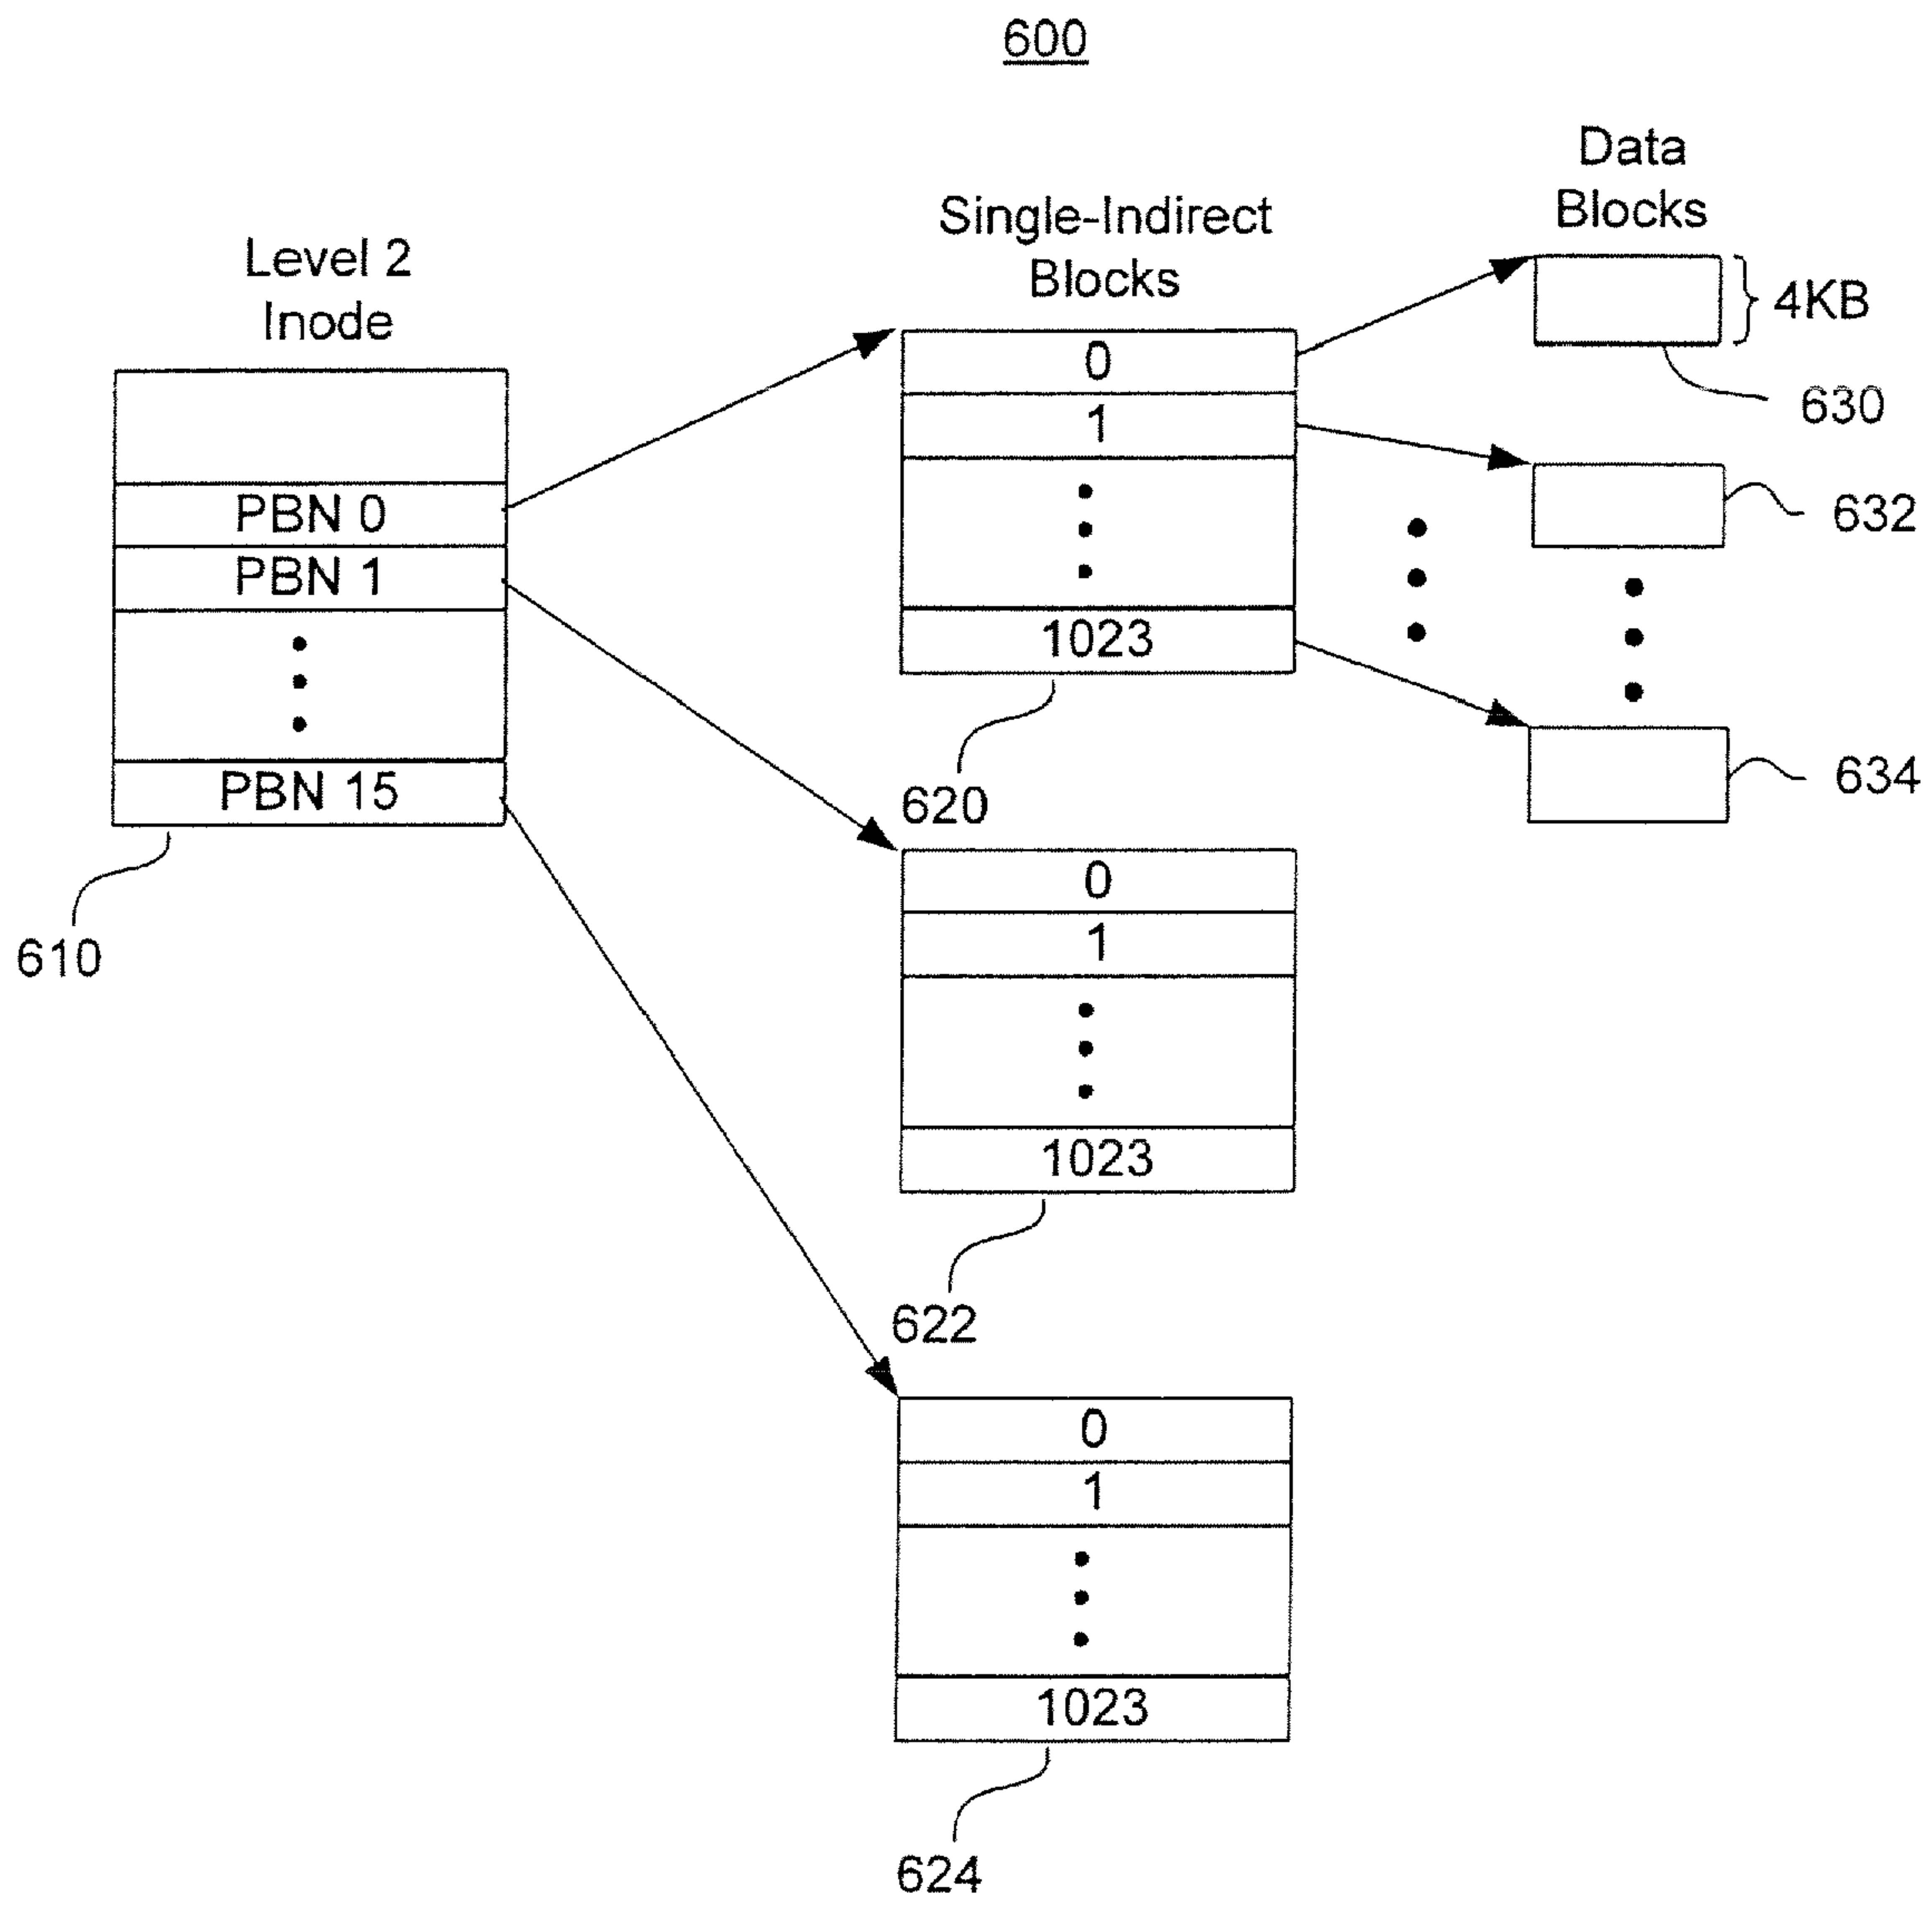 600
Level 2
Inode
PBN 0
PBN 1
PBN 15
610
Single-Indirect
Blocks
0
1
1023
620
0
1
1023
622
0
1
1023
624
Data
Blocks
4KB
630
632
634